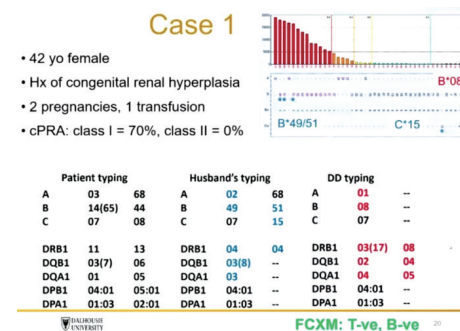 Case 1
• 42 yo female
• Hx of congenital renal hyperplasia
• 2 pregnancies, 1 transfusion
• cPRA: class I = 70%, class II = 0%
B*08
B*49/51
C*15
Patient typing Husband's typing DD typing
A 03 68 A 02 68 A 01 --
B 14(65) 44 B 49 51 B 08 --
C 07 08 C 07 15 C 07 --
DRB1 11 13 DRB1 04 04 DRB1 03(17) 08
DQB1 03(7) 06 DQB1 03(8) -- DQB1 02 04
DQA1 01 05 DQA1 03 DQA1 04 05
DPB1 04:01 05:01 DPB1 04:01 -- DPB1 04:01 --
DPA1 01:03 02:01 DPA1 01:03 -- DPA1 01:03 --
DALHOUSIE UNIVERSITY
FCXM: T-ve, B-ve
20